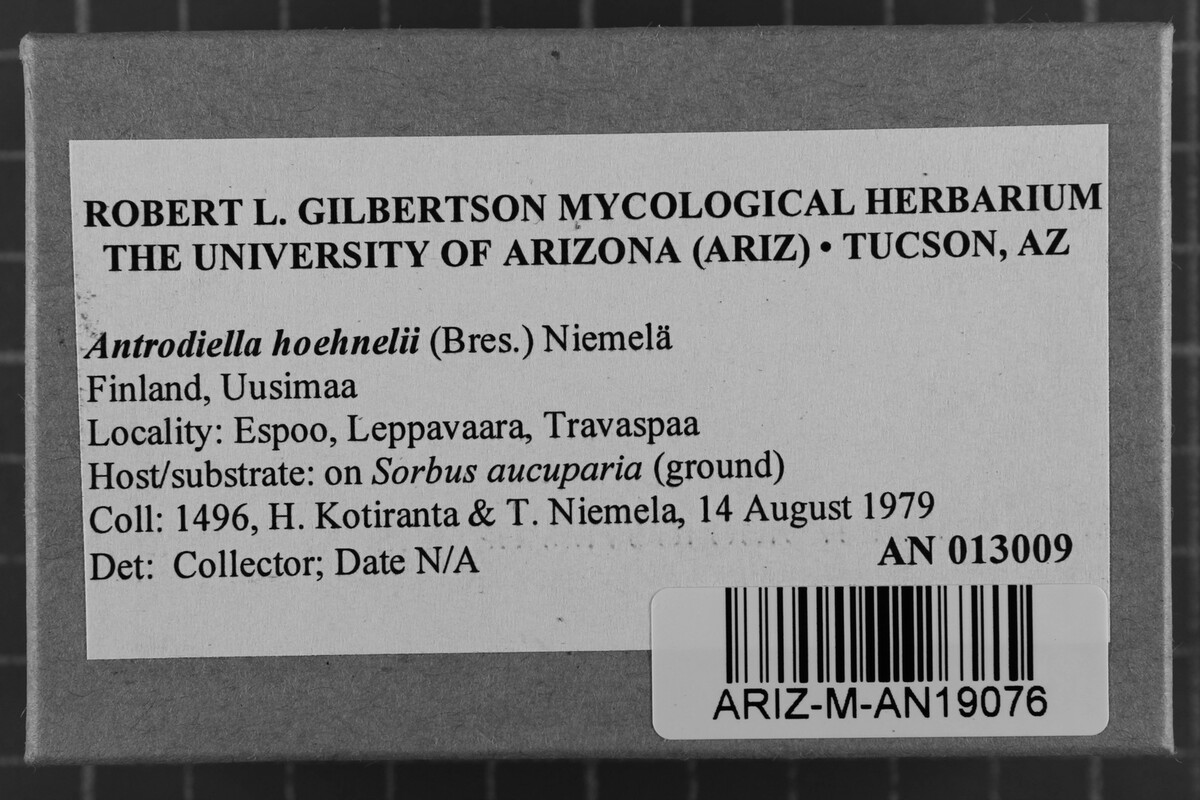 ROBERT L. GILBERTSON MYCOLOGICAL HERBARIUM
THE UNIVERSITY OF ARIZONA (ARIZ) • TUCSON, AZ
Antrodiella hoehnelii (Bres.) Niemelä
Finland, Uusimaa
Locality: Espoo, Leppavaara, Travaspaa
Host/substrate: on Sorbus aucuparia (ground)
Coll: 1496, H. Kotiranta & T. Niemela, 14 August 1979
Det: Collector; Date N/A
AN 013009
ARIZ-M-AN19076